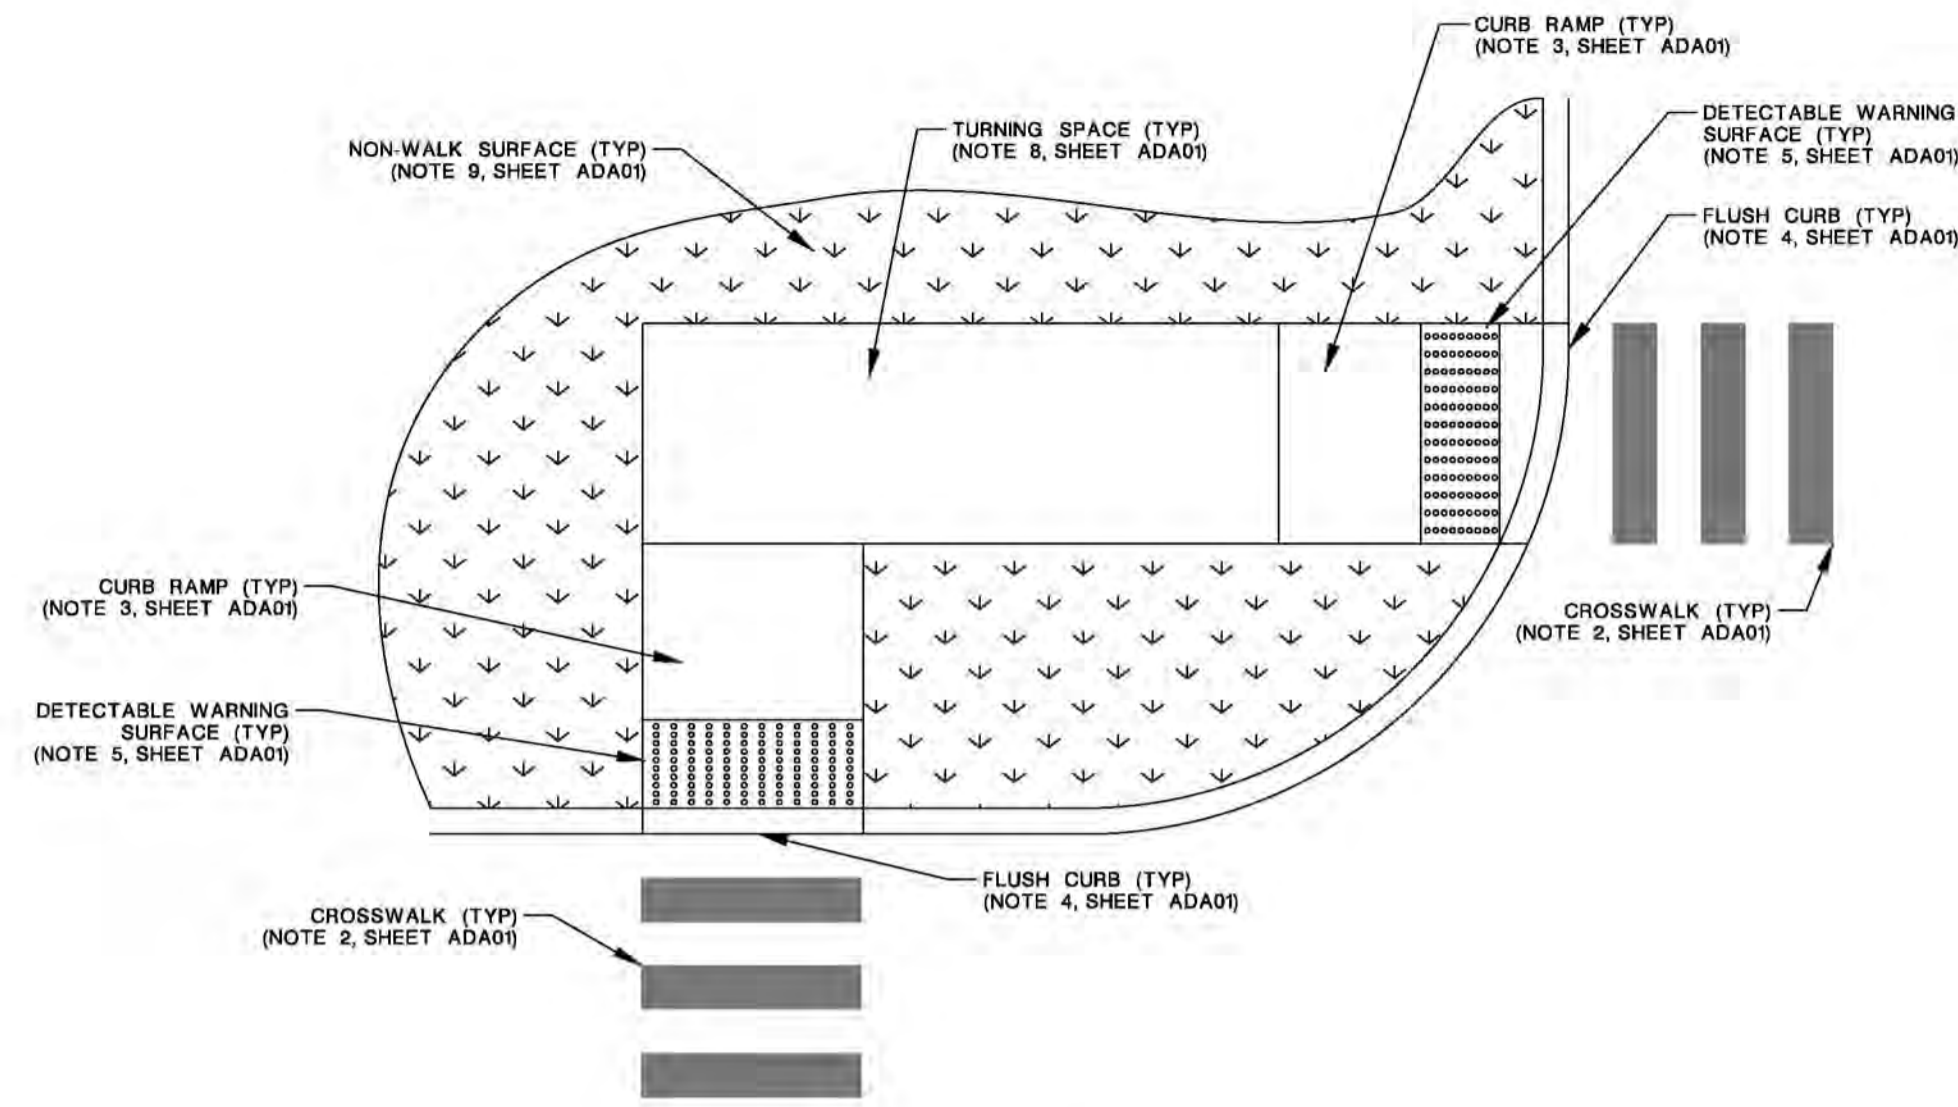 CURB RAMP (TYP)
(NOTE 3, SHEET ADA01)
DETECTABLE WARNING
SURFACE (TYP)
(NOTE 5, SHEET ADA01)
TURNING SPACE (TYP)
(NOTE 8, SHEET ADA01)
NON-WALK SURFACE (TYP)
(NOTE 9, SHEET ADA01)
FLUSH CURB (TYP)
(NOTE 4, SHEET ADA01)
CURB RAMP (TYP)
(NOTE 3, SHEET ADA01)
CROSSWALK (TYP)
(NOTE 2, SHEET ADA01)
DETECTABLE WARNING
SURFACE (TYP)
(NOTE 5, SHEET ADA01)
FLUSH CURB (TYP)
(NOTE 4, SHEET ADA01)
CROSSWALK (TYP)
(NOTE 2, SHEET ADA01)